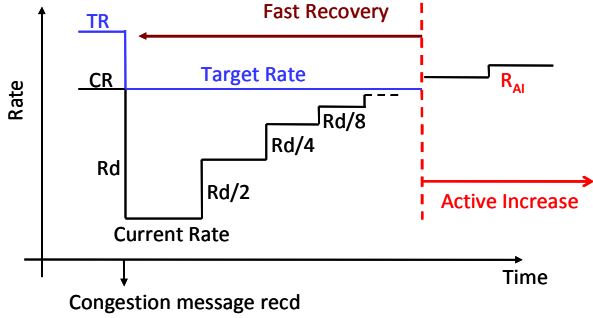 Fast Recovery
TR
Target Rate
CR
R_AI
Rate
Rd/8
Rd/4
Rd
Rd/2
Active Increase
Current Rate
Time
Congestion message recd